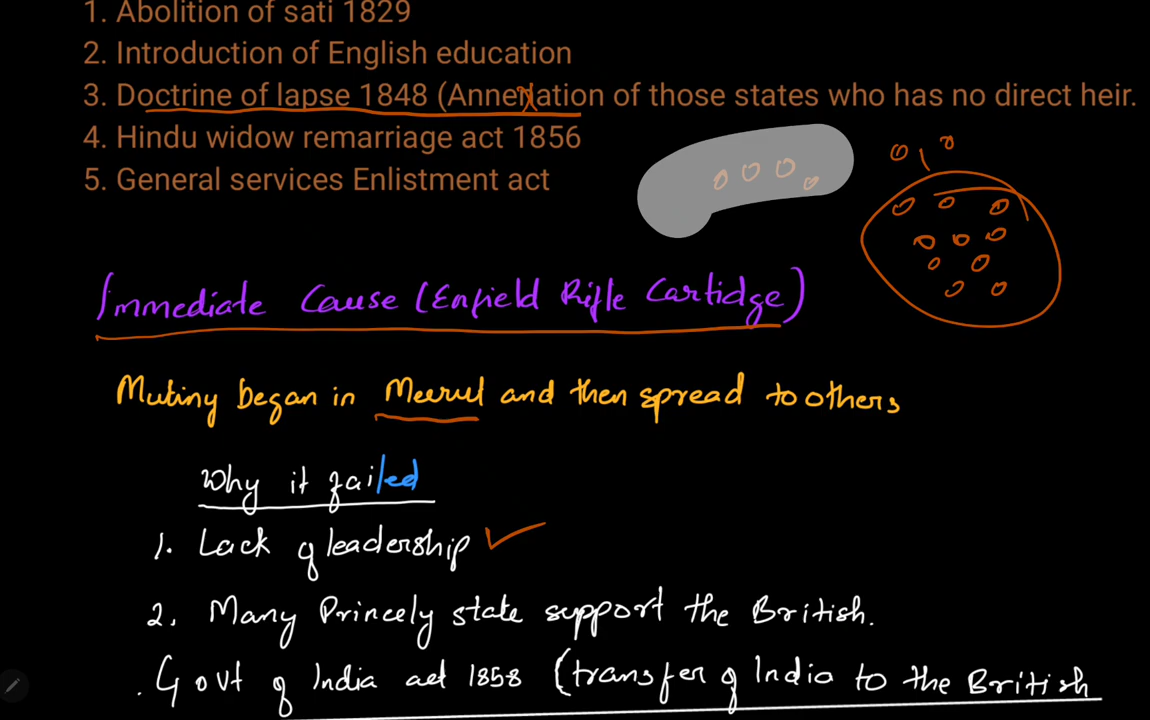 1. Abolition of sati 1829
2. Introduction of English education
3. Doctrine of lapse 1848 (Annexation of those states who has no direct heir.
4. Hindu widow remarriage act 1856
5. General services Enlistment act
Immediate Cause (Enfield Rifle Cartidge)
Mutiny began in Meerut and then spread to others
Why it failed
1. Lack of leadership
2. Many Princely state support the British.
. Govt of India act 1858 (transfer of India to the British